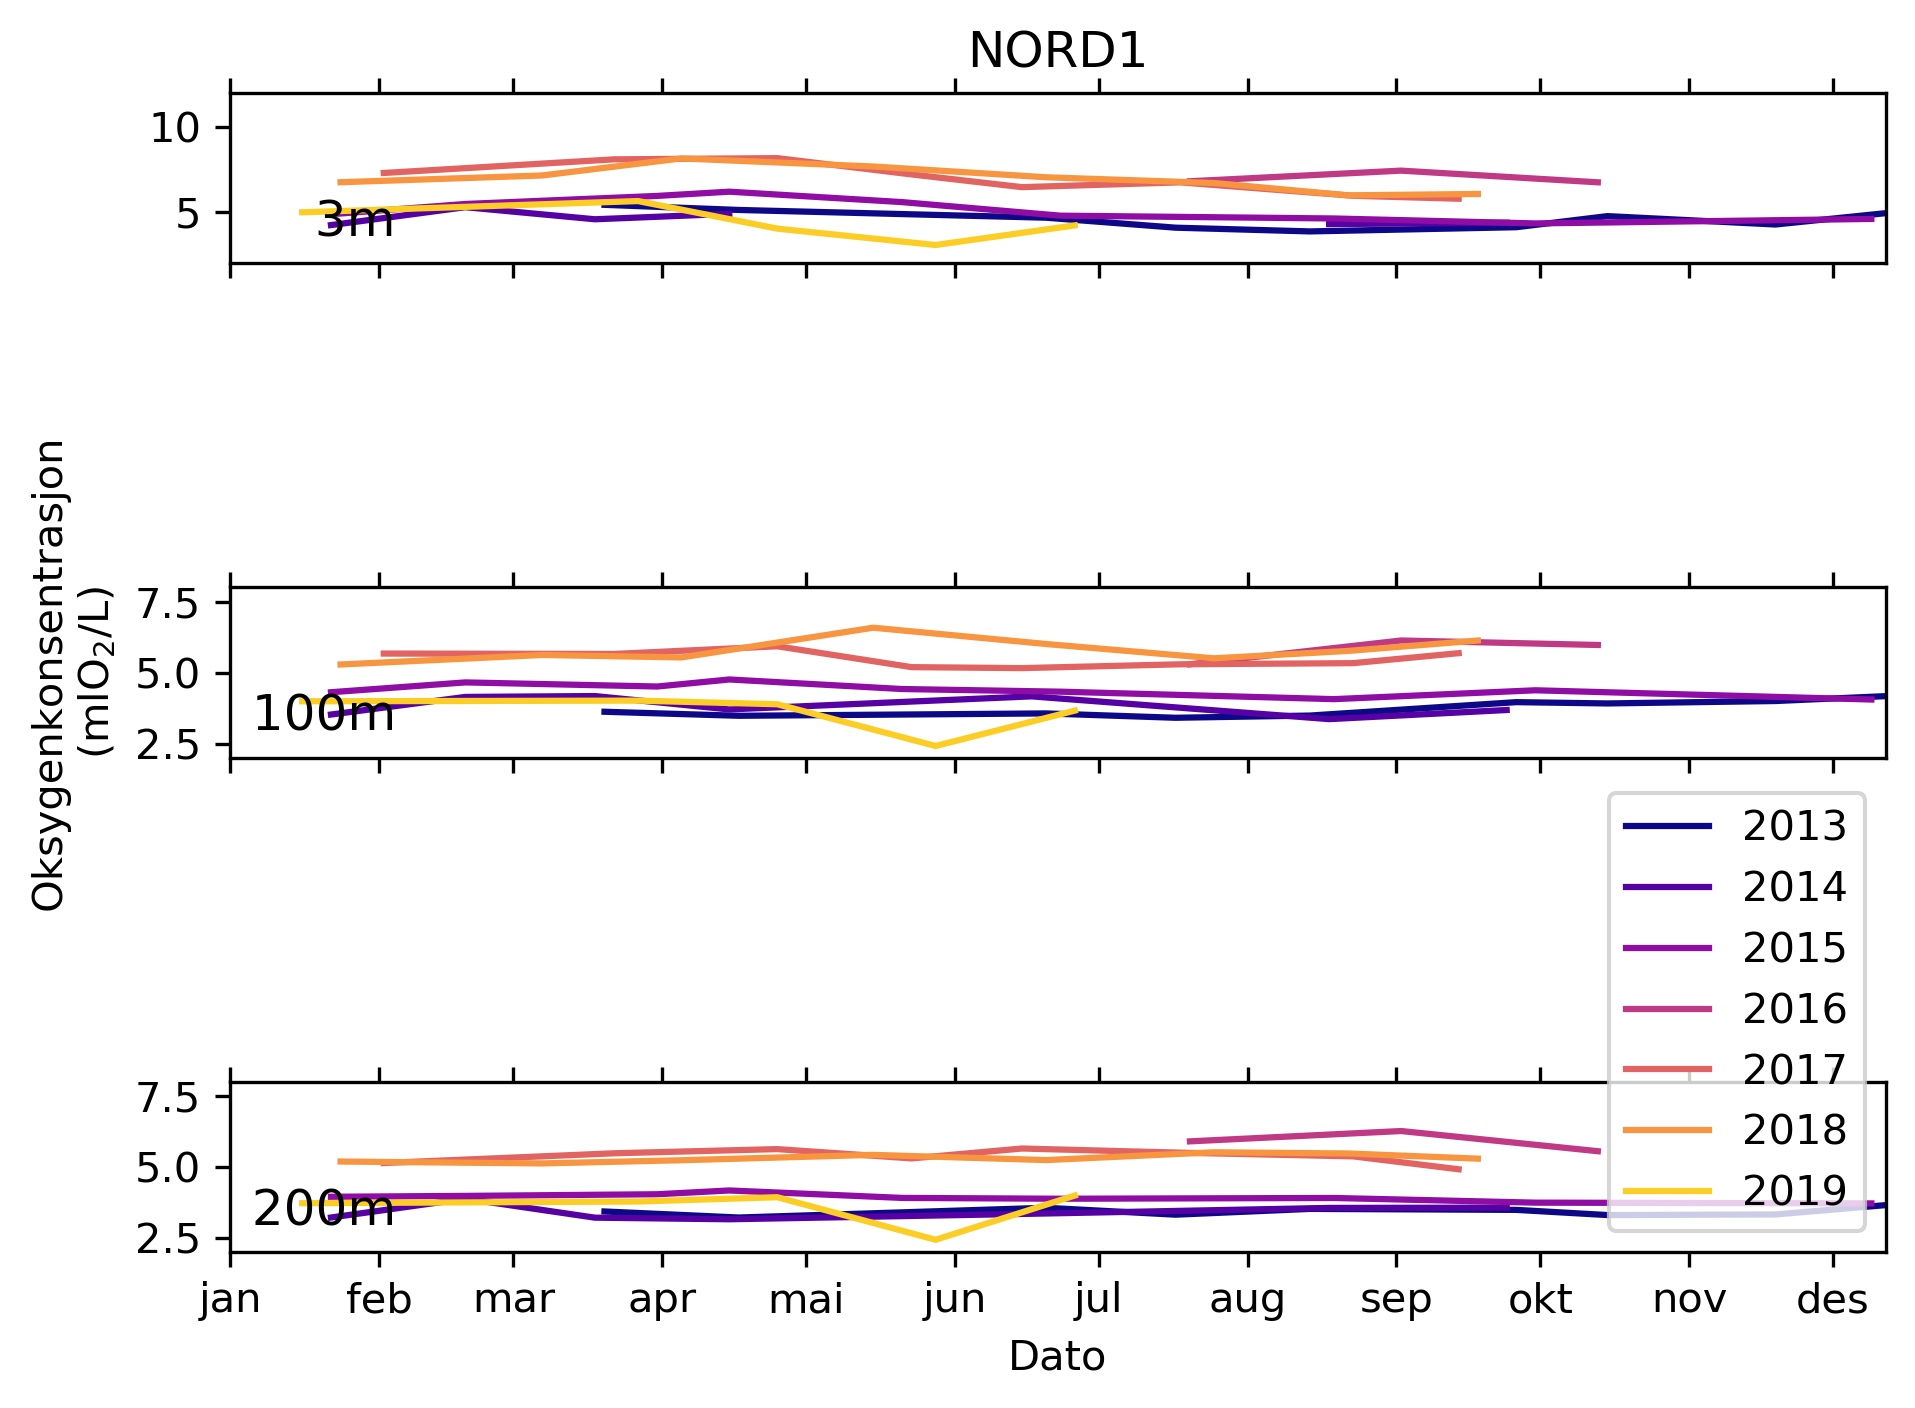 NORD1
10
5
3m
Oksygenkonsentrasjon
(mlO₂/L)
7.5
5.0
2.5
100m
2013
2014
2015
2016
2017
2018
2019
7.5
5.0
2.5
200m
jan feb mar apr mai jun jul aug sep okt nov des
Dato